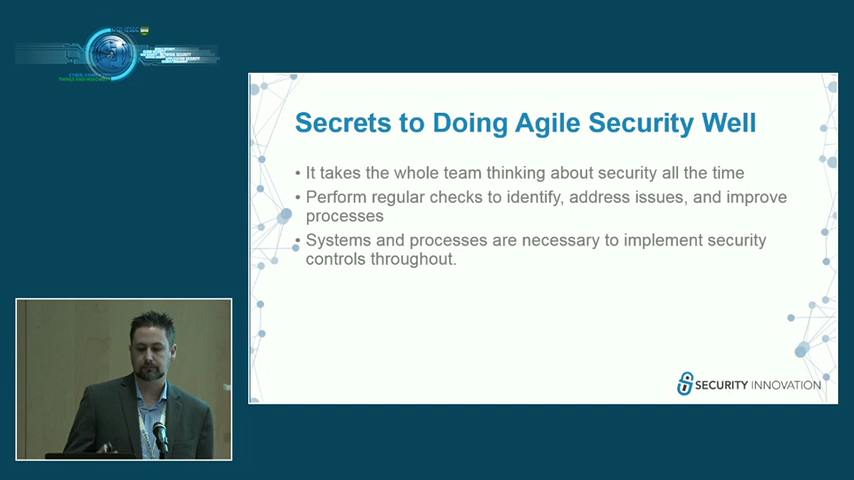 Secrets to Doing Agile Security Well
• It takes the whole team thinking about security all the time
• Perform regular checks to identify, address issues, and improve
processes
• Systems and processes are necessary to implement security
controls throughout.
SECURITY INNOVATION